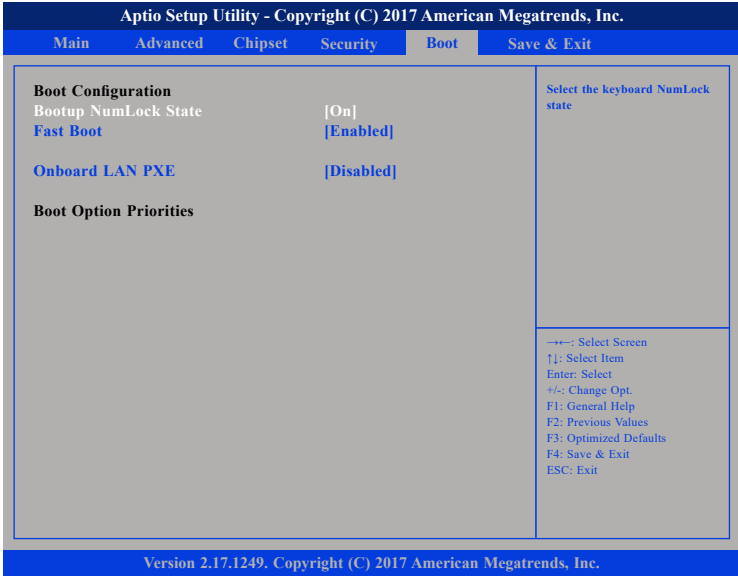 Aptio Setup Utility - Copyright (C) 2017 American Megatrends, Inc.
Main Advanced Chipset Security Boot Save & Exit
Boot Configuration
Bootup NumLock State [On]
Fast Boot [Enabled]
Onboard LAN PXE [Disabled]
Boot Option Priorities
Select the keyboard NumLock
state
→←: Select Screen
↑↓: Select Item
Enter: Select
+/-: Change Opt.
F1: General Help
F2: Previous Values
F3: Optimized Defaults
F4: Save & Exit
ESC: Exit
Version 2.17.1249. Copyright (C) 2017 American Megatrends, Inc.